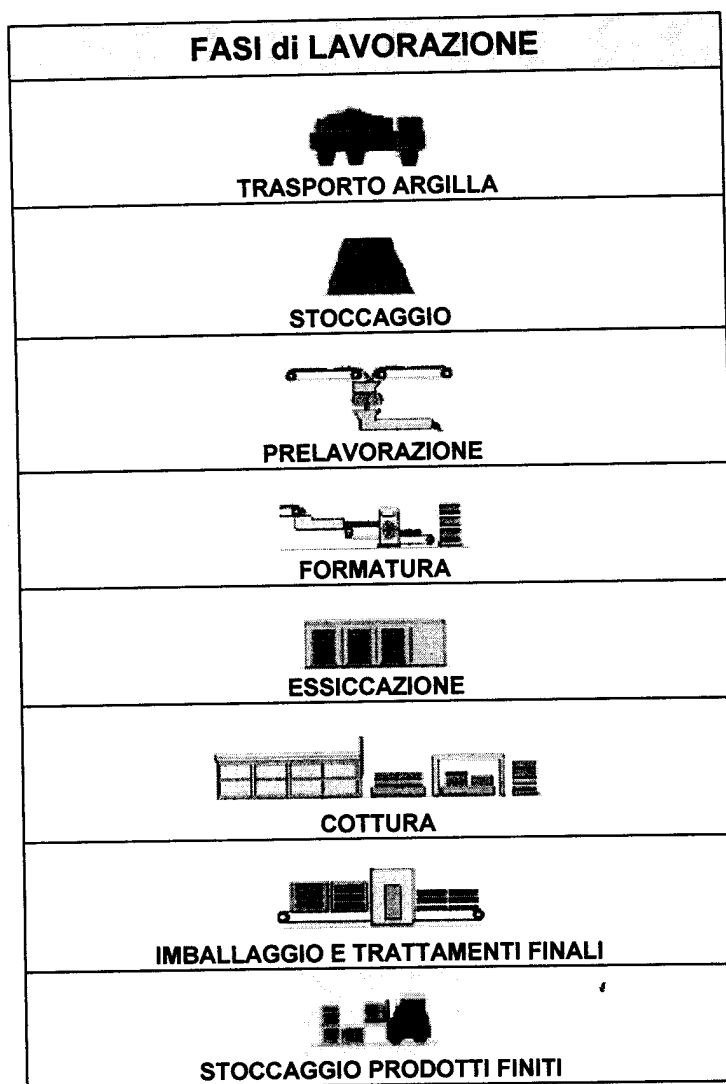 FASI di LAVORAZIONE
TRASPORTO ARGILLA
STOCCAGGIO
PRELAVORAZIONE
FORMATURA
ESSICCAZIONE
COTTURA
IMBALLAGGIO E TRATTAMENTI FINALI
STOCCAGGIO PRODOTTI FINITI